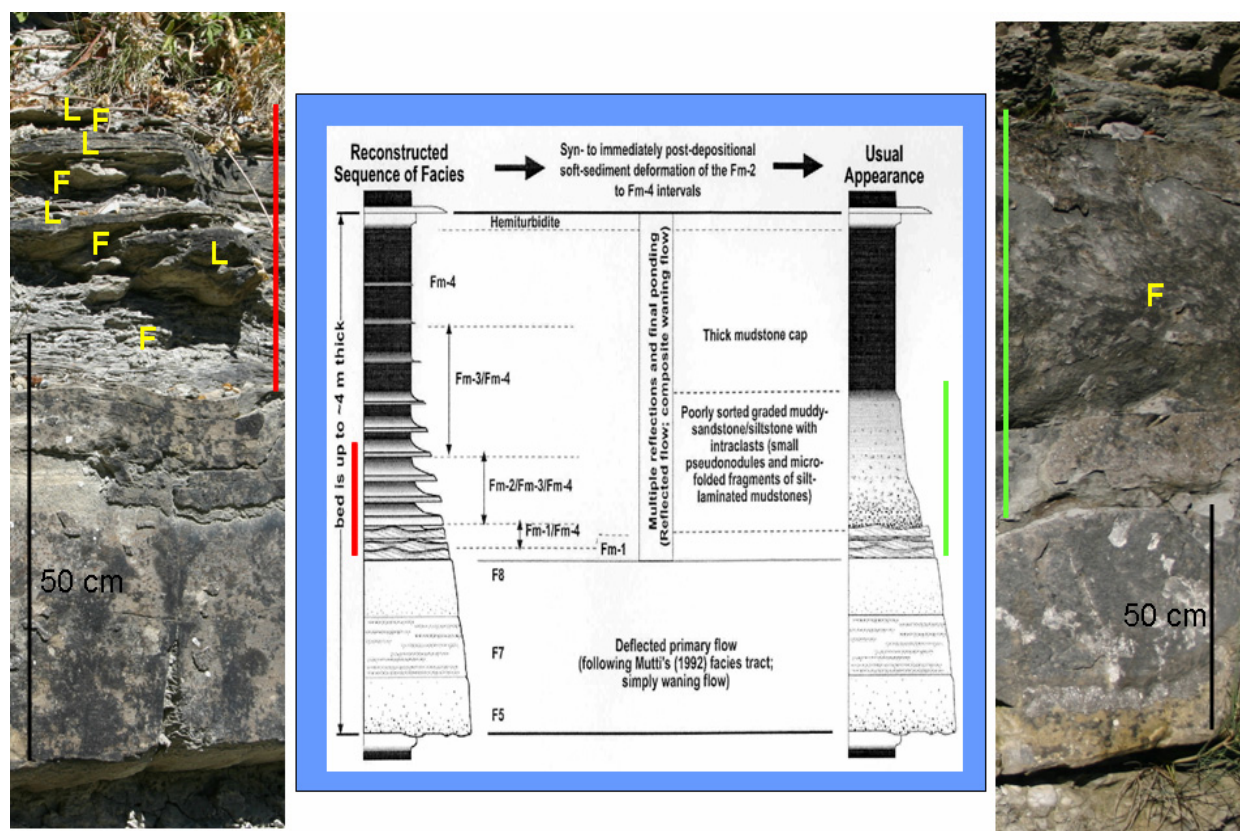 L
F
L
F
L
F
L
F
50 cm
Reconstructed
Sequence of Facies
Syn- to immediately post-depositional
soft-sediment deformation of the Fm-2
to Fm-4 intervals
Usual
Appearance
bed is up to ~4 m thick
Hemiturbidite
Fm-4
Fm-3/Fm-4
Fm-2/Fm-3/Fm-4
Fm-1/Fm-4
Fm-1
F8
F7
F5
Multiple reflections and final ponding
(Reflected flow; composite waning flow)
Thick mudstone cap
Poorly sorted graded muddy-
sandstone/siltstone with
intraclasts (small
pseudonodules and micro-
folded fragments of silt-
laminated mudstones)
Deflected primary flow
(following Mutti's (1992) facies tract;
simply waning flow)
F
50 cm